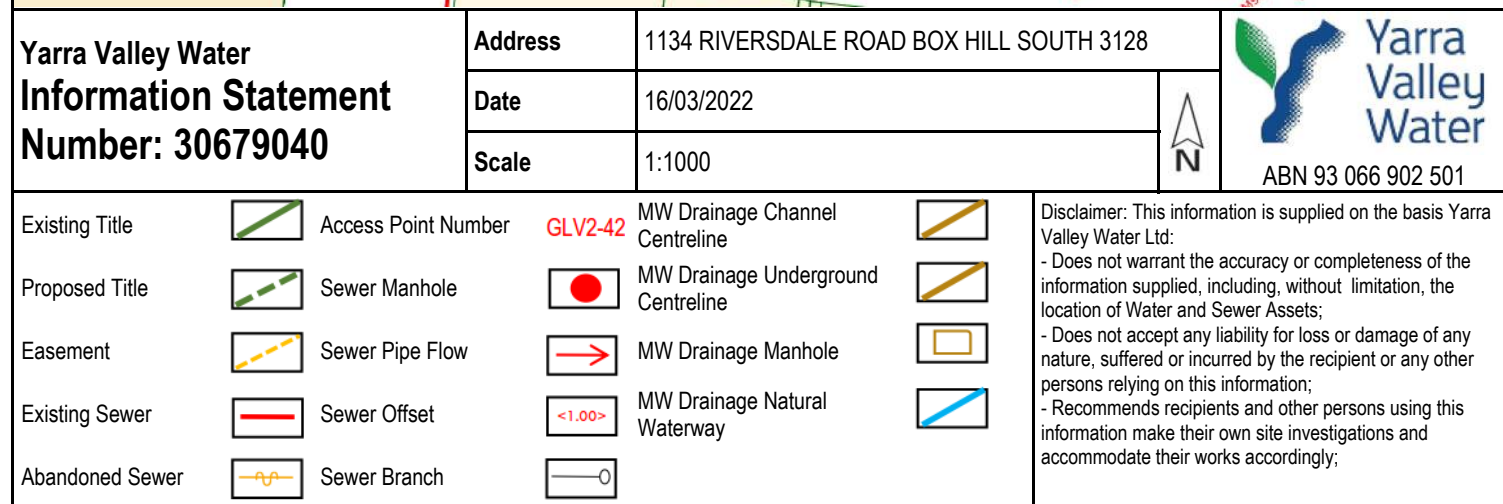 Yarra Valley Water
Information Statement
Number: 30679040
Address
1134 RIVERSDALE ROAD BOX HILL SOUTH 3128
Date
16/03/2022
Scale
1:1000
N
Yarra
Valley
Water
ABN 93 066 902 501
Existing Title
Access Point Number
GLV2-42
MW Drainage Channel
Centreline
Proposed Title
Sewer Manhole
MW Drainage Underground
Centreline
Easement
Sewer Pipe Flow
MW Drainage Manhole
Existing Sewer
Sewer Offset
<1.00>
MW Drainage Natural
Waterway
Abandoned Sewer
Sewer Branch
Disclaimer: This information is supplied on the basis Yarra
Valley Water Ltd:
- Does not warrant the accuracy or completeness of the
information supplied, including, without limitation, the
location of Water and Sewer Assets;
- Does not accept any liability for loss or damage of any
nature, suffered or incurred by the recipient or any other
persons relying on this information;
- Recommends recipients and other persons using this
information make their own site investigations and
accommodate their works accordingly;